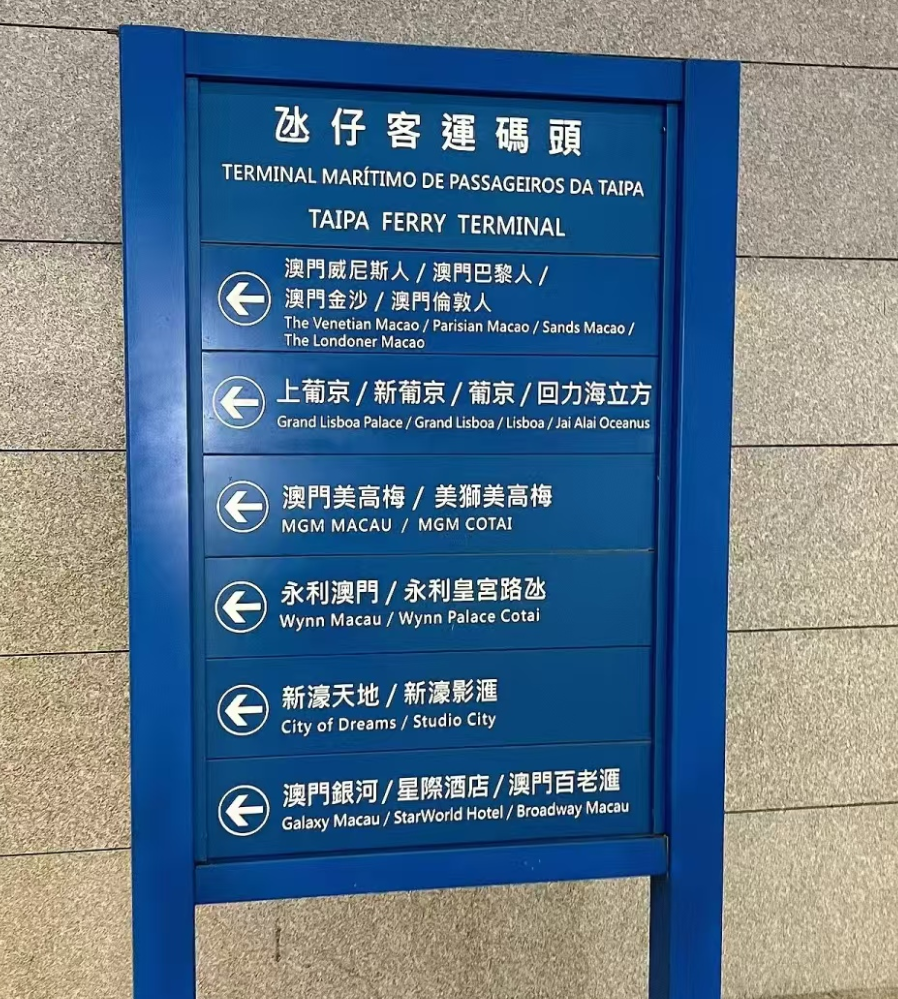 氹仔客運碼頭
TERMINAL MARÍTIMO DE PASSAGEIROS DA TAIPA
TAIPA FERRY TERMINAL
澳門威尼斯人 / 澳門巴黎人 /
澳門金沙 / 澳門倫敦人
The Venetian Macao / Parisian Macao / Sands Macao /
The Londoner Macao
上葡京 / 新葡京 / 葡京 / 回力海立方
Grand Lisboa Palace / Grand Lisboa / Lisboa / Jai Alai Oceanus
澳門美高梅 / 美獅美高梅
MGM MACAU / MGM COTAI
永利澳門 / 永利皇宮路氹
Wynn Macau / Wynn Palace Cotai
新濠天地 / 新濠影滙
City of Dreams / Studio City
澳門銀河 / 星際酒店 / 澳門百老滙
Galaxy Macau / StarWorld Hotel / Broadway Macau